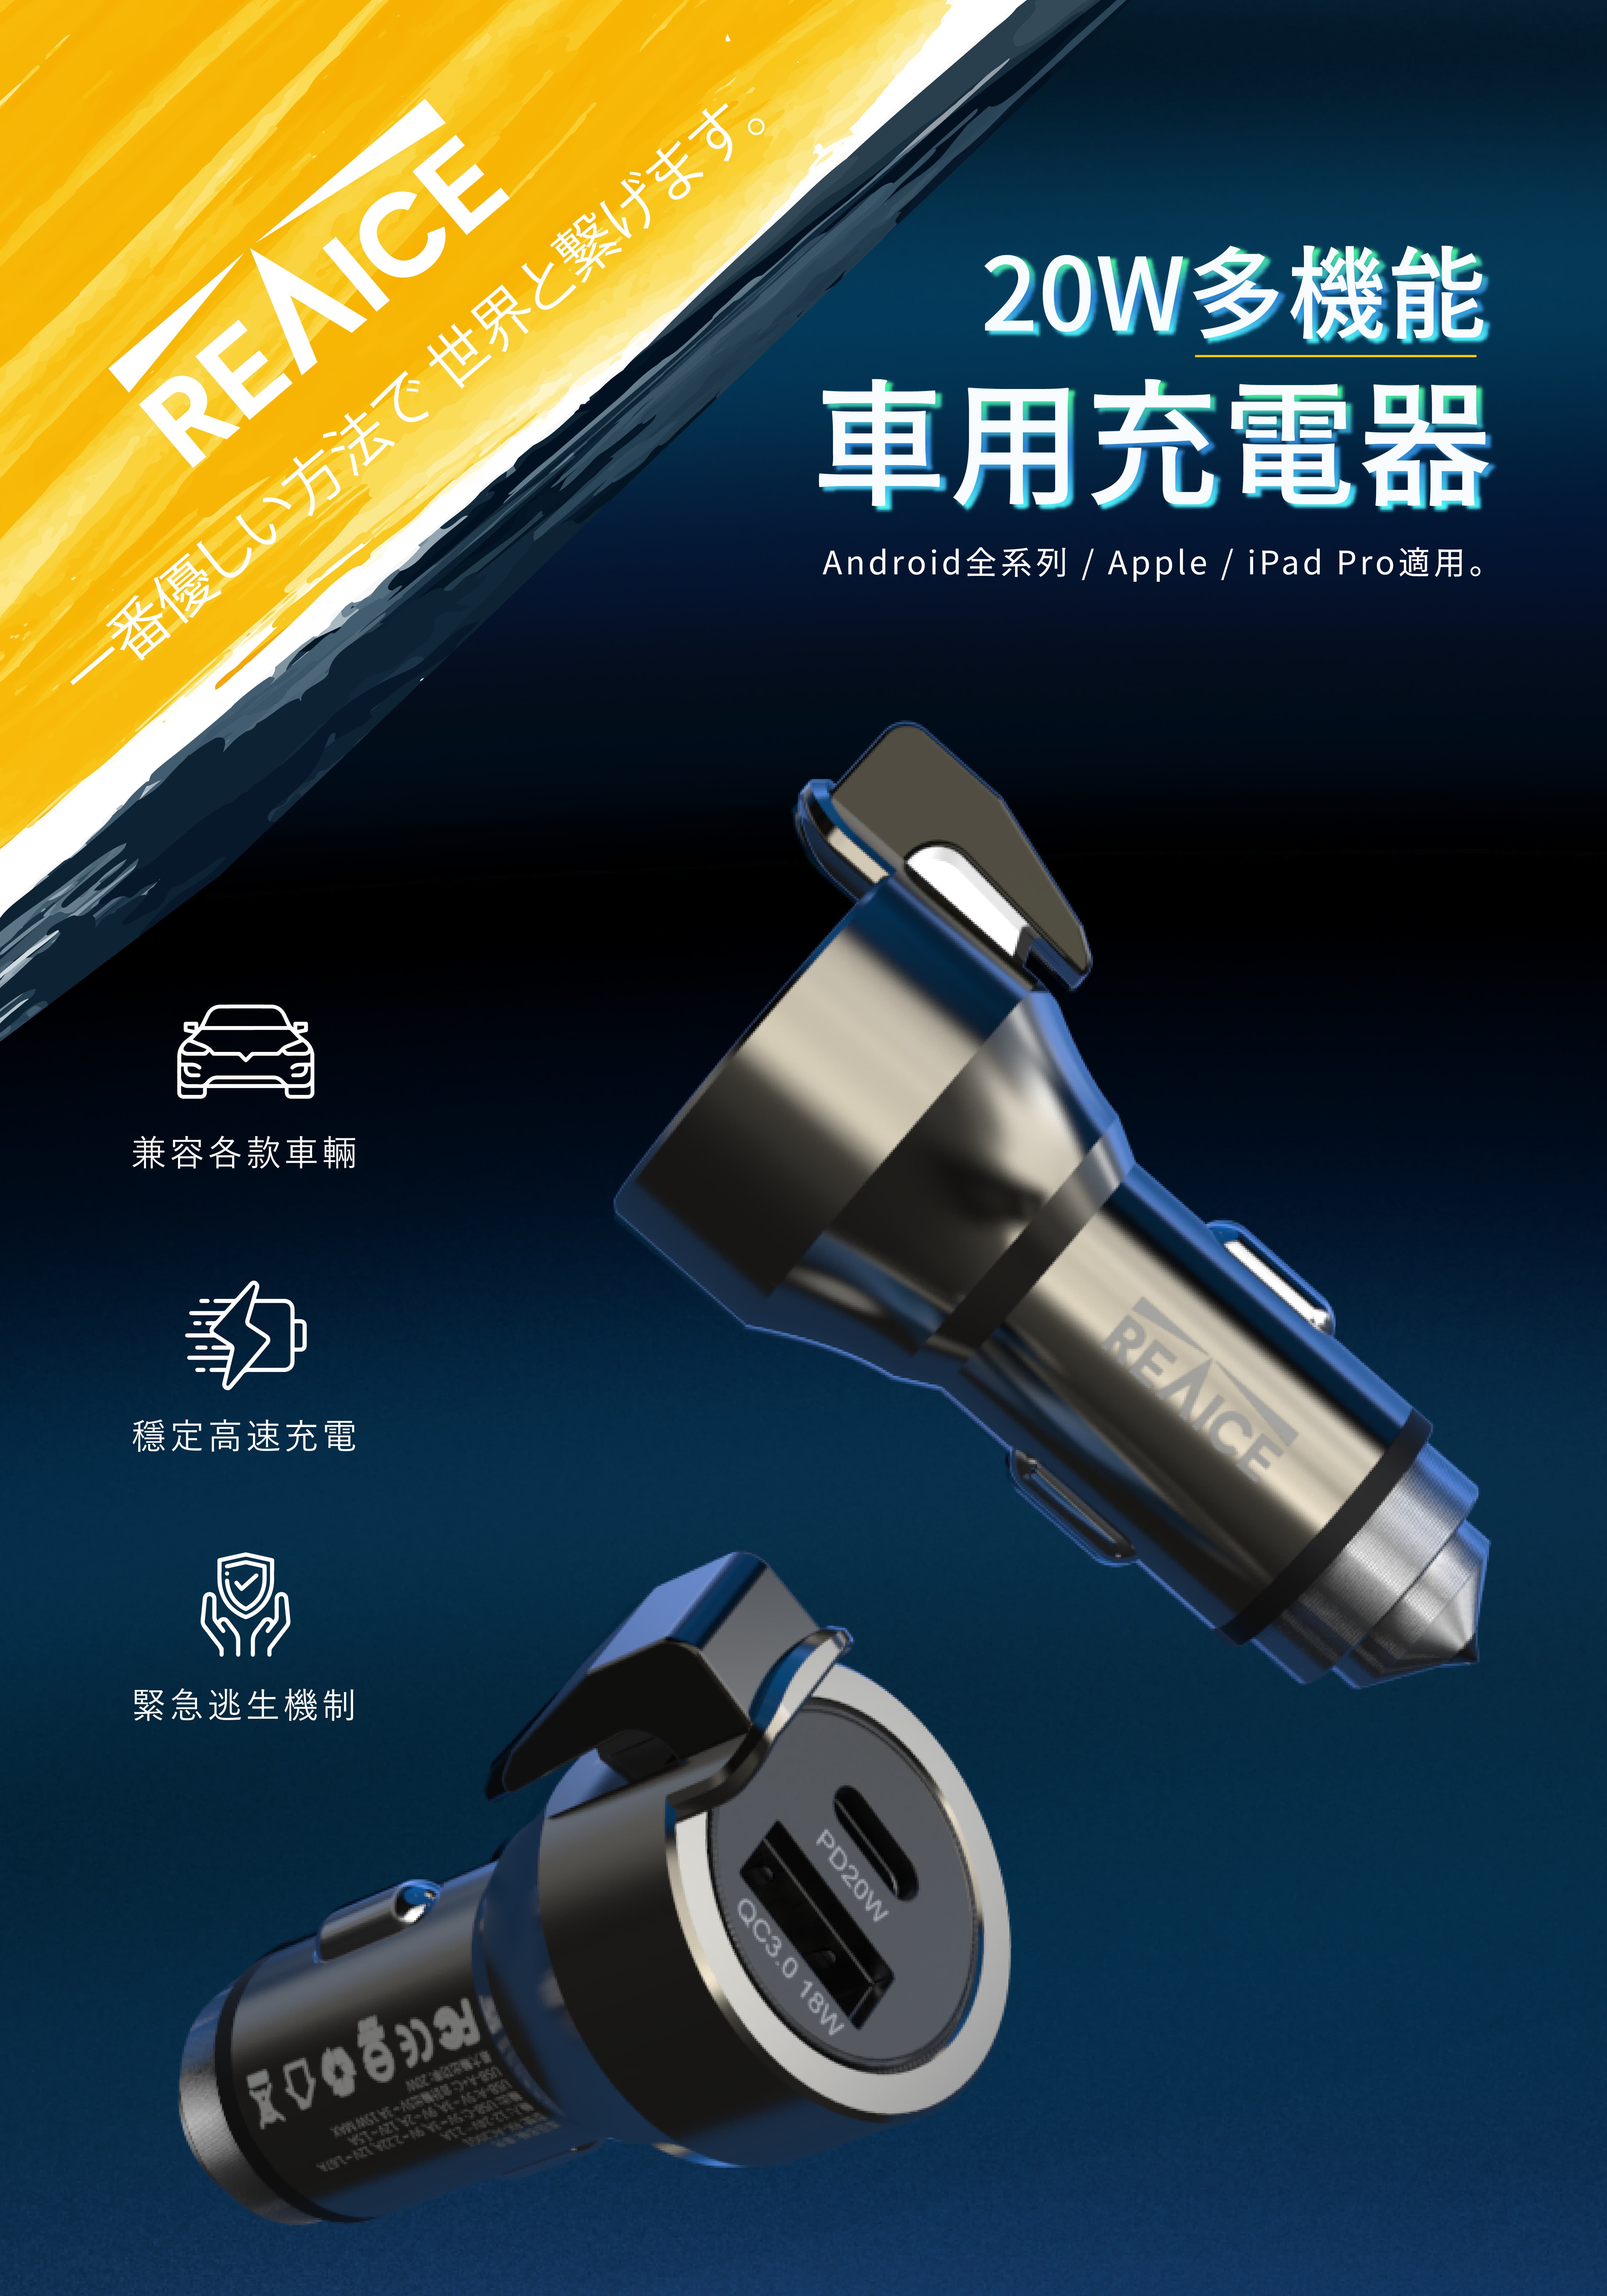 REAICE
一番優しい方法で 世界と繋げます。
20W多機能
車用充電器
Android全系列 / Apple / iPad Pro適用。
兼容各款車輛
穩定高速充電
緊急逃生機制
REAICE
PD20W
QC3.0 18W